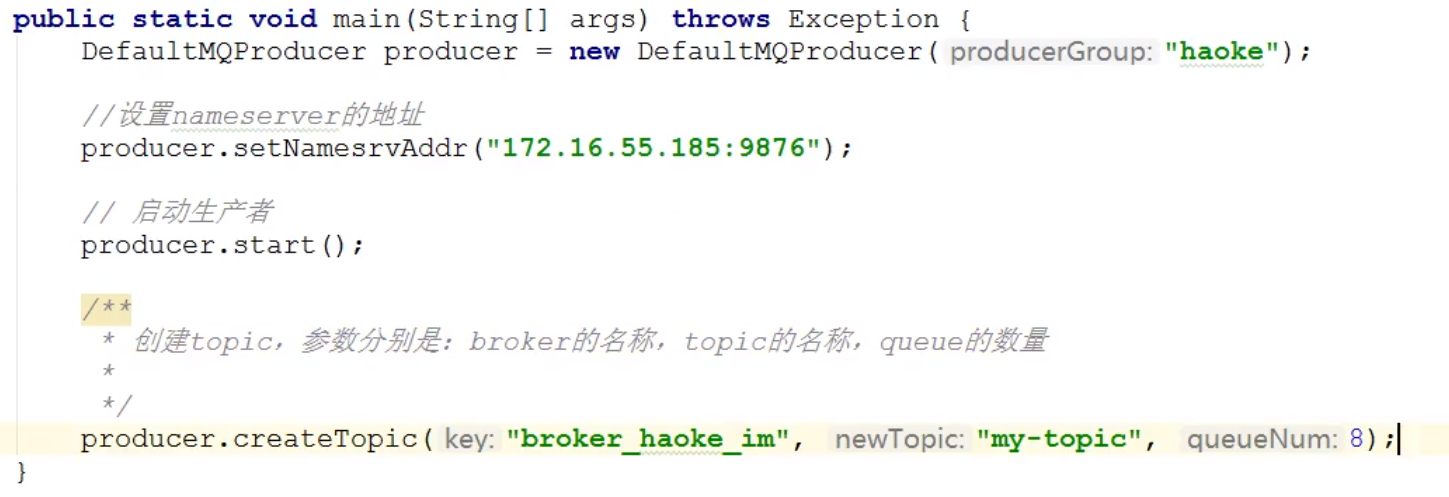 public static void main(String[] args) throws Exception {
DefaultMQProducer producer = new DefaultMQProducer( producerGroup: "haoke");
//设置nameserver的地址
producer.setNamesrvAddr("172.16.55.185:9876");
// 启动生产者
producer.start();
/**
* 创建topic，参数分别是：broker的名称，topic的名称，queue的数量
*
*/
producer.createTopic( key: "broker_haoke_im", newTopic: "my-topic", queueNum: 8);
}